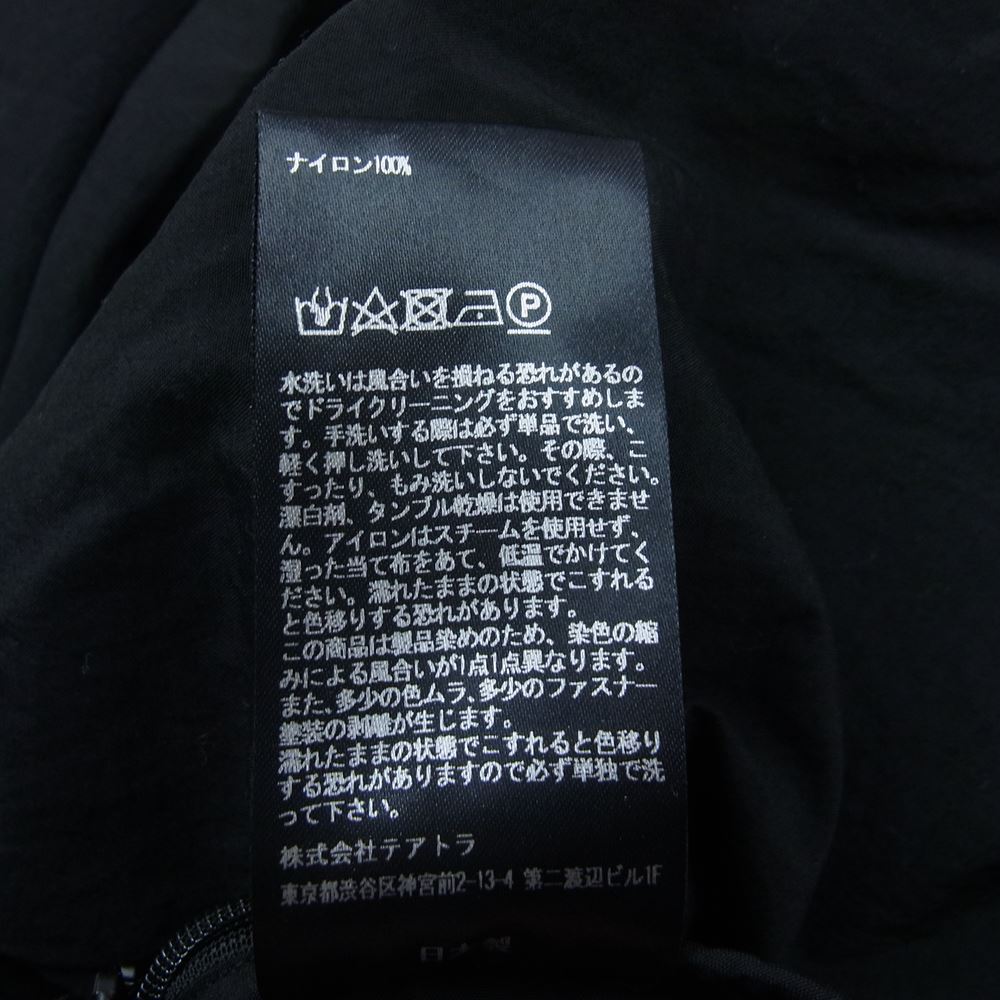 ナイロン100%
P
水洗いは風合いを損ねる恐れがあるの
でドライクリーニングをおすすめしま
す。手洗いする際は必ず単品で洗い、
軽く押し洗いして下さい。その際、こ
すったり、もみ洗いしないでください。
漂白剤、タンブル乾燥は使用できませ
ん。アイロンはスチームを使用せず、
湿った当て布をあて、低温でかけてく
ださい。濡れたままの状態でこすれる
と色移りする恐れがあります。
この商品は製品染めのため、染色の縮
みによる風合いが1点1点異なります。
また、多少の色ムラ、多少のファスナー
塗装の剥離が生じます。
濡れたままの状態でこすれると色移り
する恐れがありますので必ず単独で洗
って下さい。
株式会社テアトラ
東京都渋谷区神宮前2-13-4 第二渡辺ビル1F
日本製